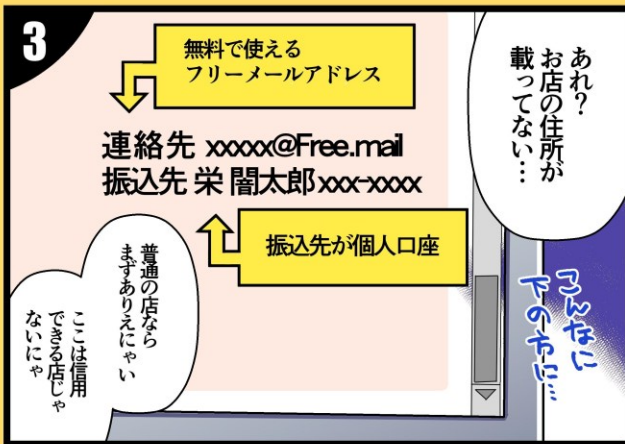 3
あれ?
お店の住所が
載ってない…
無料で使える
フリーメールアドレス
連絡先 xxxxx@Free.mail
振込先 栄 闇太郎 xxx-xxxx
振込先が個人口座
こんなに
下の方に…
普通の店なら
まずありえにゃい
ここは信用
できる店じゃ
ないにゃ